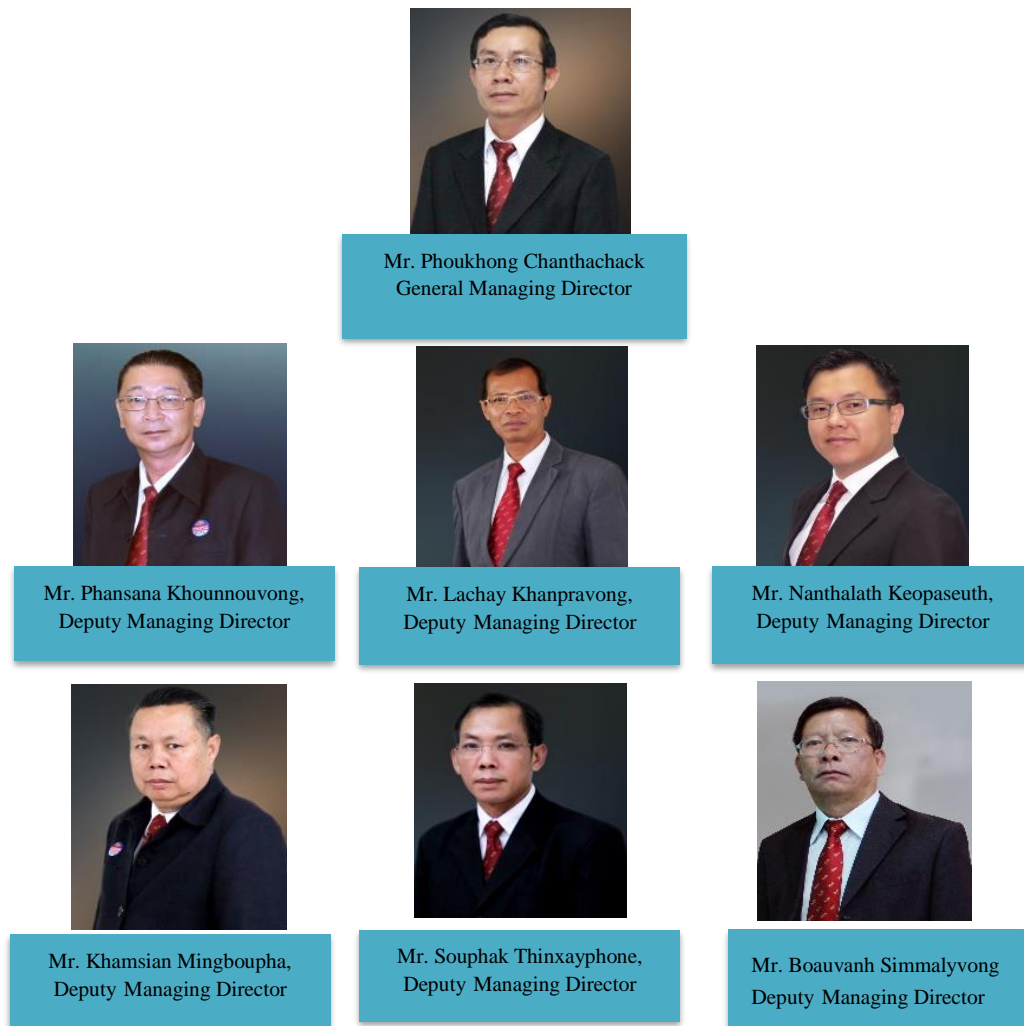 Mr. Phoukhong Chanthachack
General Managing Director
Mr. Phansana Khounnouvong,
Deputy Managing Director
Mr. Lachay Khanpravong,
Deputy Managing Director
Mr. Nanthalath Keopaseuth,
Deputy Managing Director
Mr. Khamsian Mingboupha,
Deputy Managing Director
Mr. Souphak Thinxayphone,
Deputy Managing Director
Mr. Boauvanh Simmalyvong
Deputy Managing Director